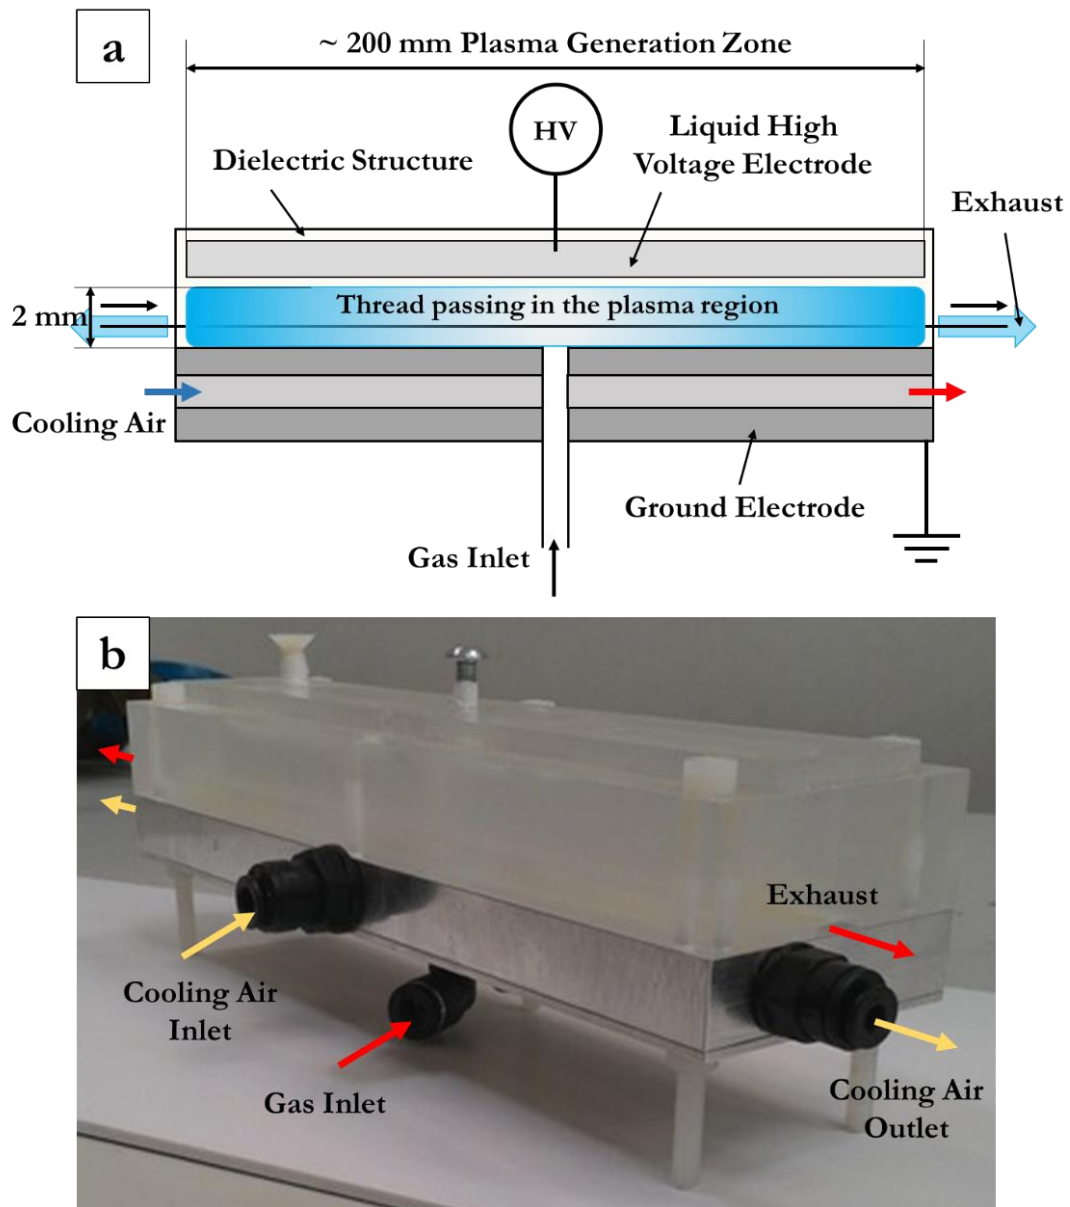 a
~ 200 mm Plasma Generation Zone
HV
Liquid High
Voltage Electrode
Dielectric Structure
Exhaust
Thread passing in the plasma region
2 mm
Cooling Air
Ground Electrode
Gas Inlet
b
Exhaust
Cooling Air
Inlet
Gas Inlet
Cooling Air
Outlet